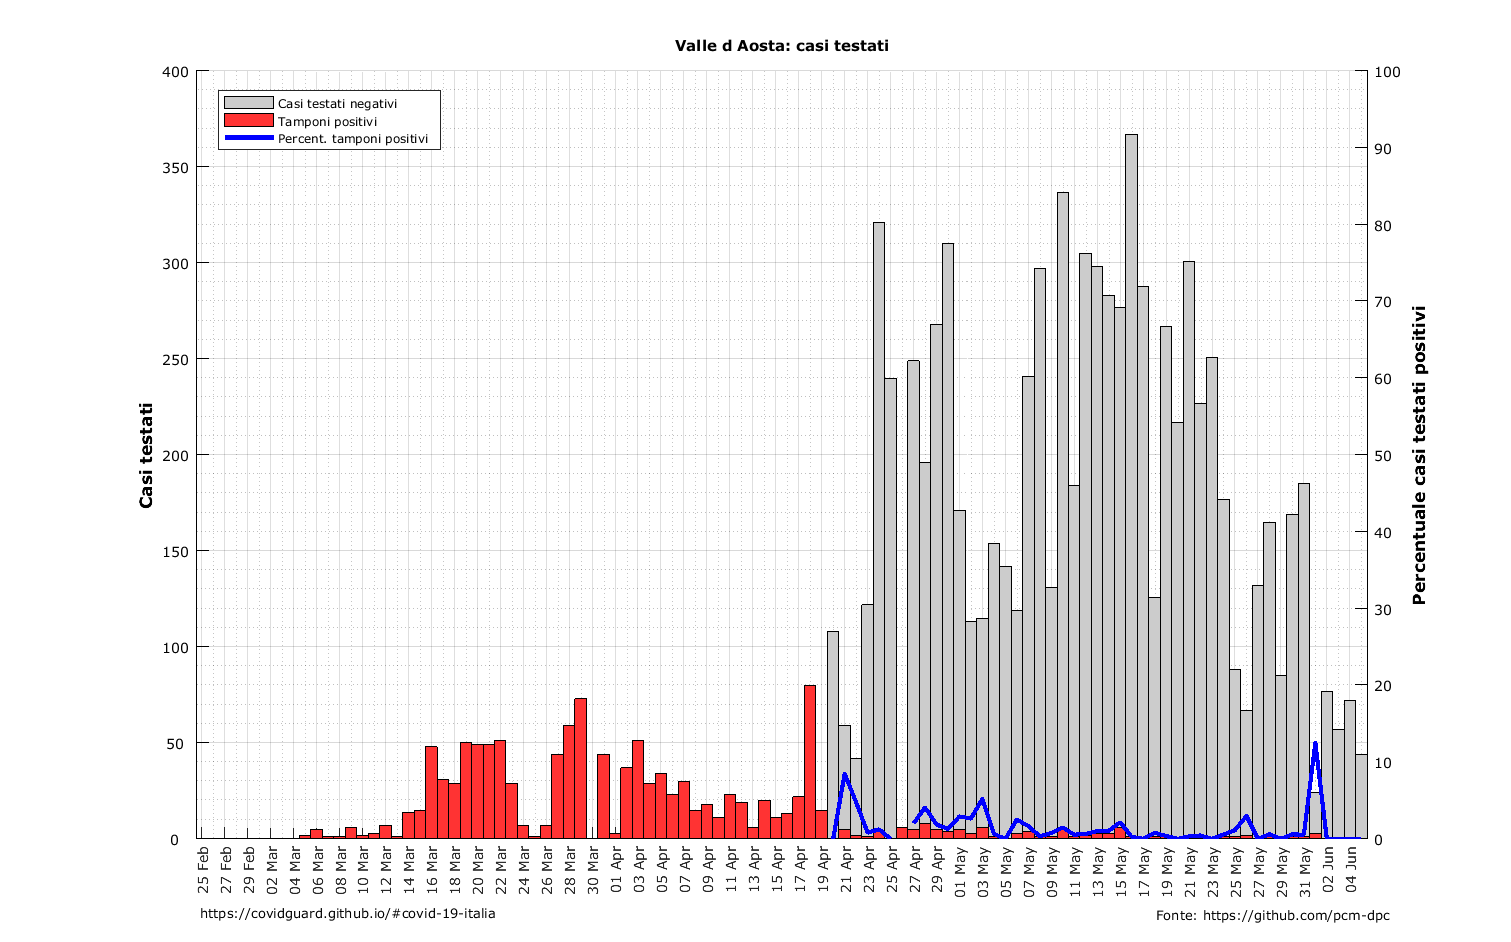 Valle d Aosta: casi testati
Casi testati negativi
Tamponi positivi
Percent. tamponi positivi
Casi testati
400
350
300
250
200
150
100
50
0
100
90
80
70
60
50
40
30
20
10
0
Percentuale casi testati positivi
25 Feb
27 Feb
29 Feb
02 Mar
04 Mar
06 Mar
08 Mar
10 Mar
12 Mar
14 Mar
16 Mar
18 Mar
20 Mar
22 Mar
24 Mar
26 Mar
28 Mar
30 Mar
01 Apr
03 Apr
05 Apr
07 Apr
09 Apr
11 Apr
13 Apr
15 Apr
17 Apr
19 Apr
21 Apr
23 Apr
25 Apr
27 Apr
29 Apr
01 May
03 May
05 May
07 May
09 May
11 May
13 May
15 May
17 May
19 May
21 May
23 May
25 May
27 May
29 May
31 May
02 Jun
04 Jun
https://covidguard.github.io/#covid-19-italia
Fonte: https://github.com/pcm-dpc